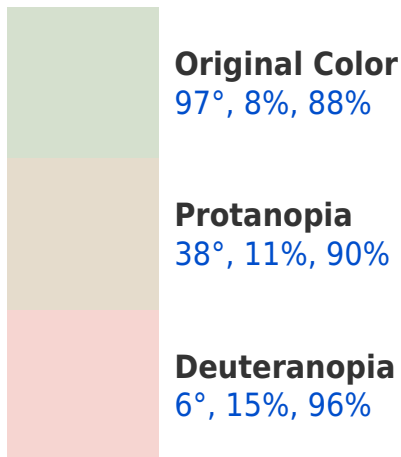 Original Color
97°, 8%, 88%
Protanopia
38°, 11%, 90%
Deuteranopia
6°, 15%, 96%